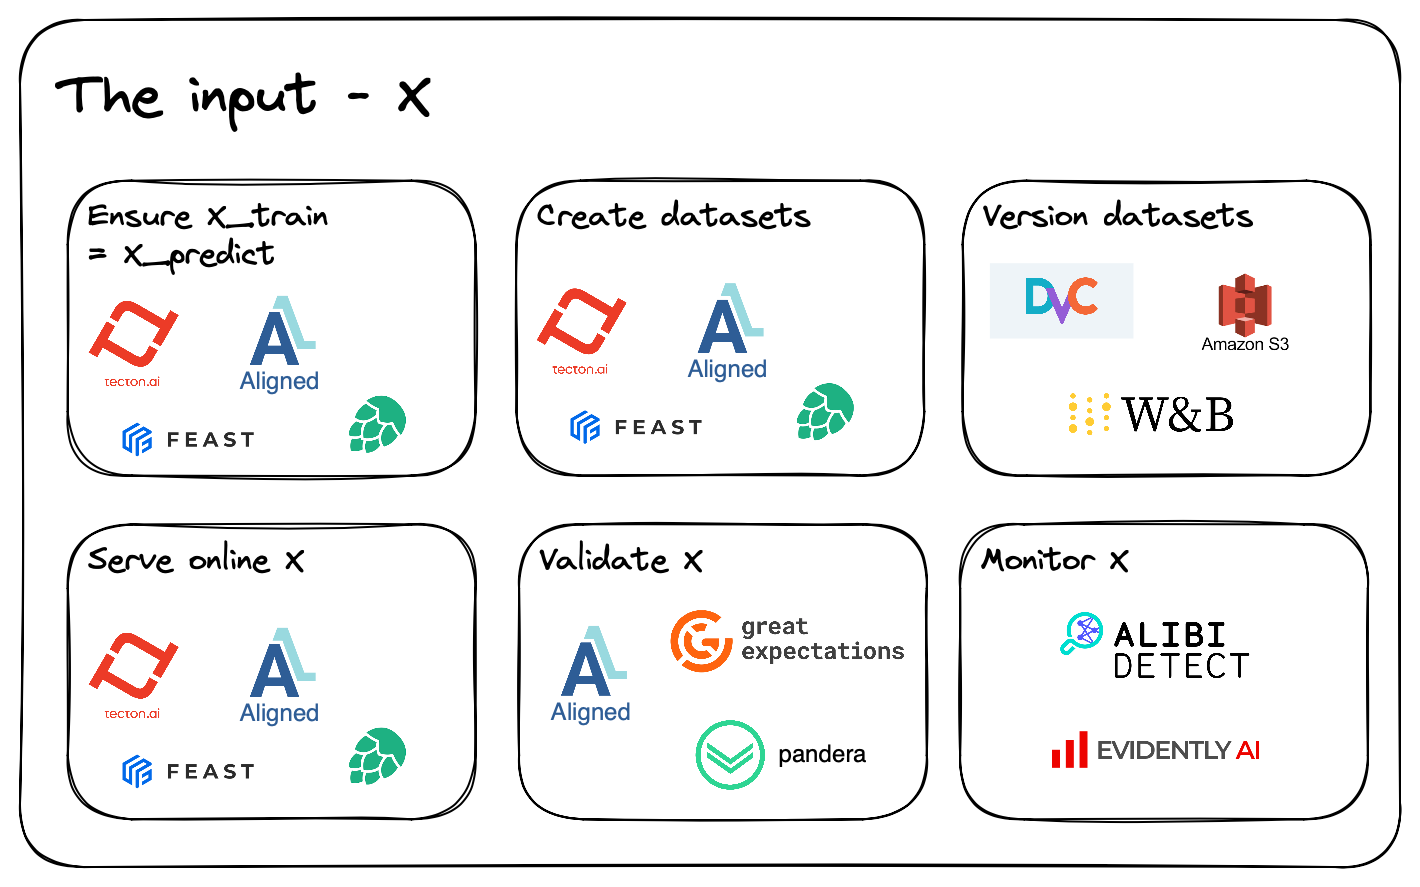 The input - X
Ensure X_train
= X_predict
tecton.ai
Aligned
FEAST
Create datasets
tecton.ai
Aligned
FEAST
Version datasets
DVC
Amazon S3
W&B
Serve online X
tecton.ai
Aligned
FEAST
Validate X
great
expectations
Aligned
pandera
Monitor X
ALIBI
DETECT
EVIDENTLY AI